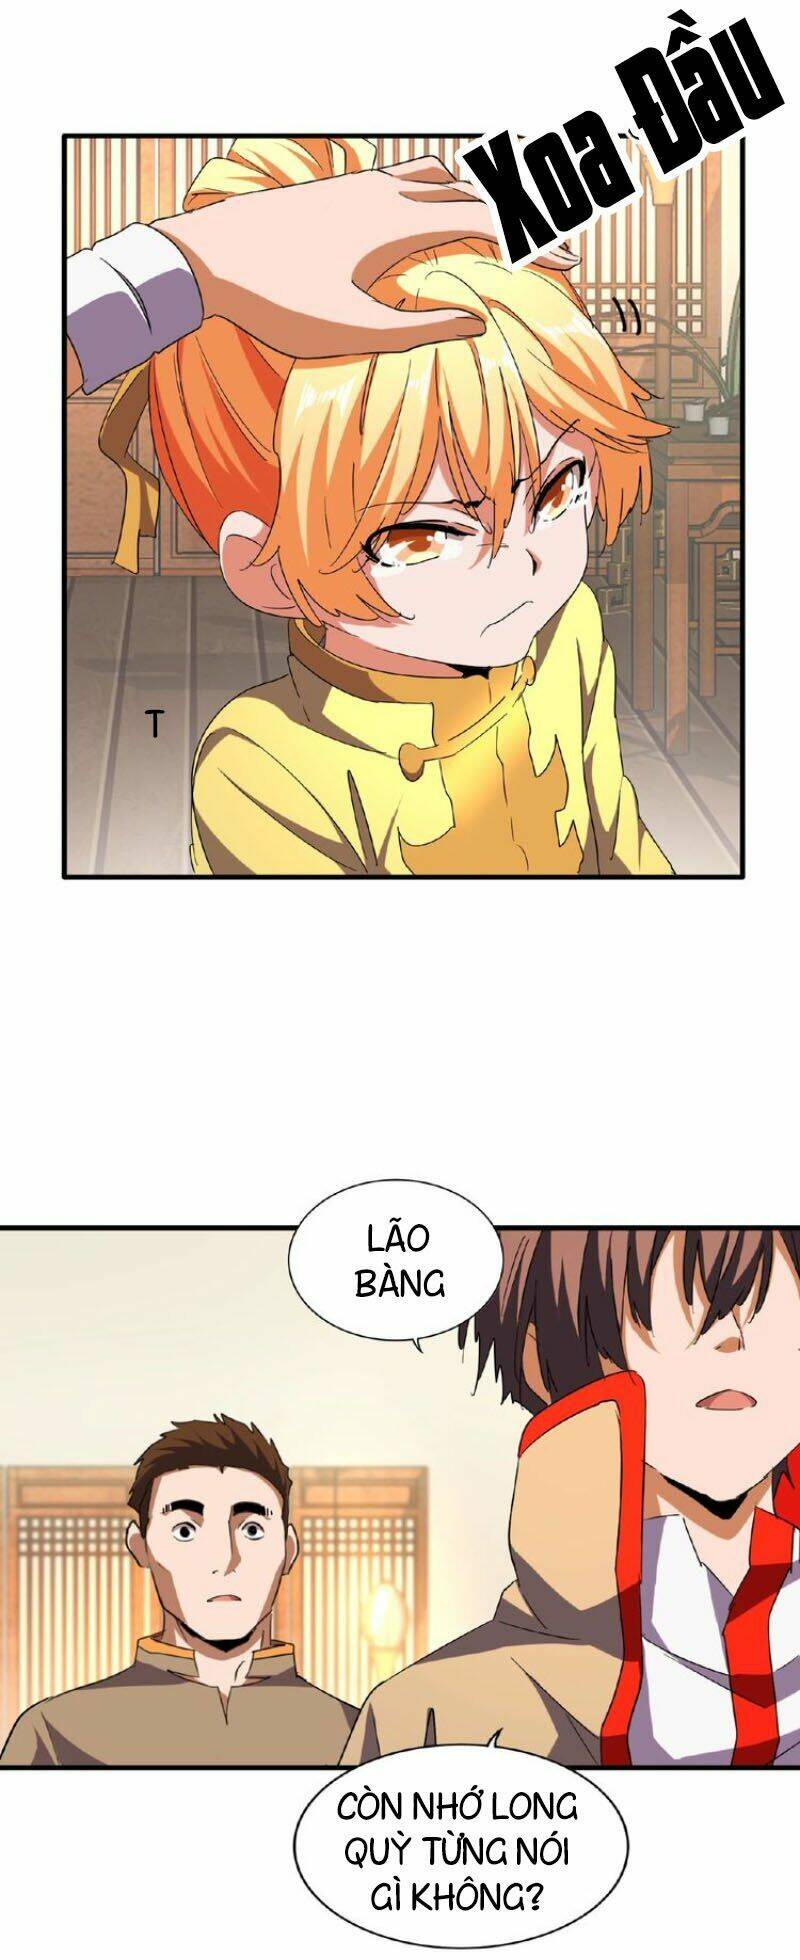 Xoa Đầu
T
LÃO
BÀNG
CÒN NHỚ LONG
QUỲ TỪNG NÓI
GÌ KHÔNG?